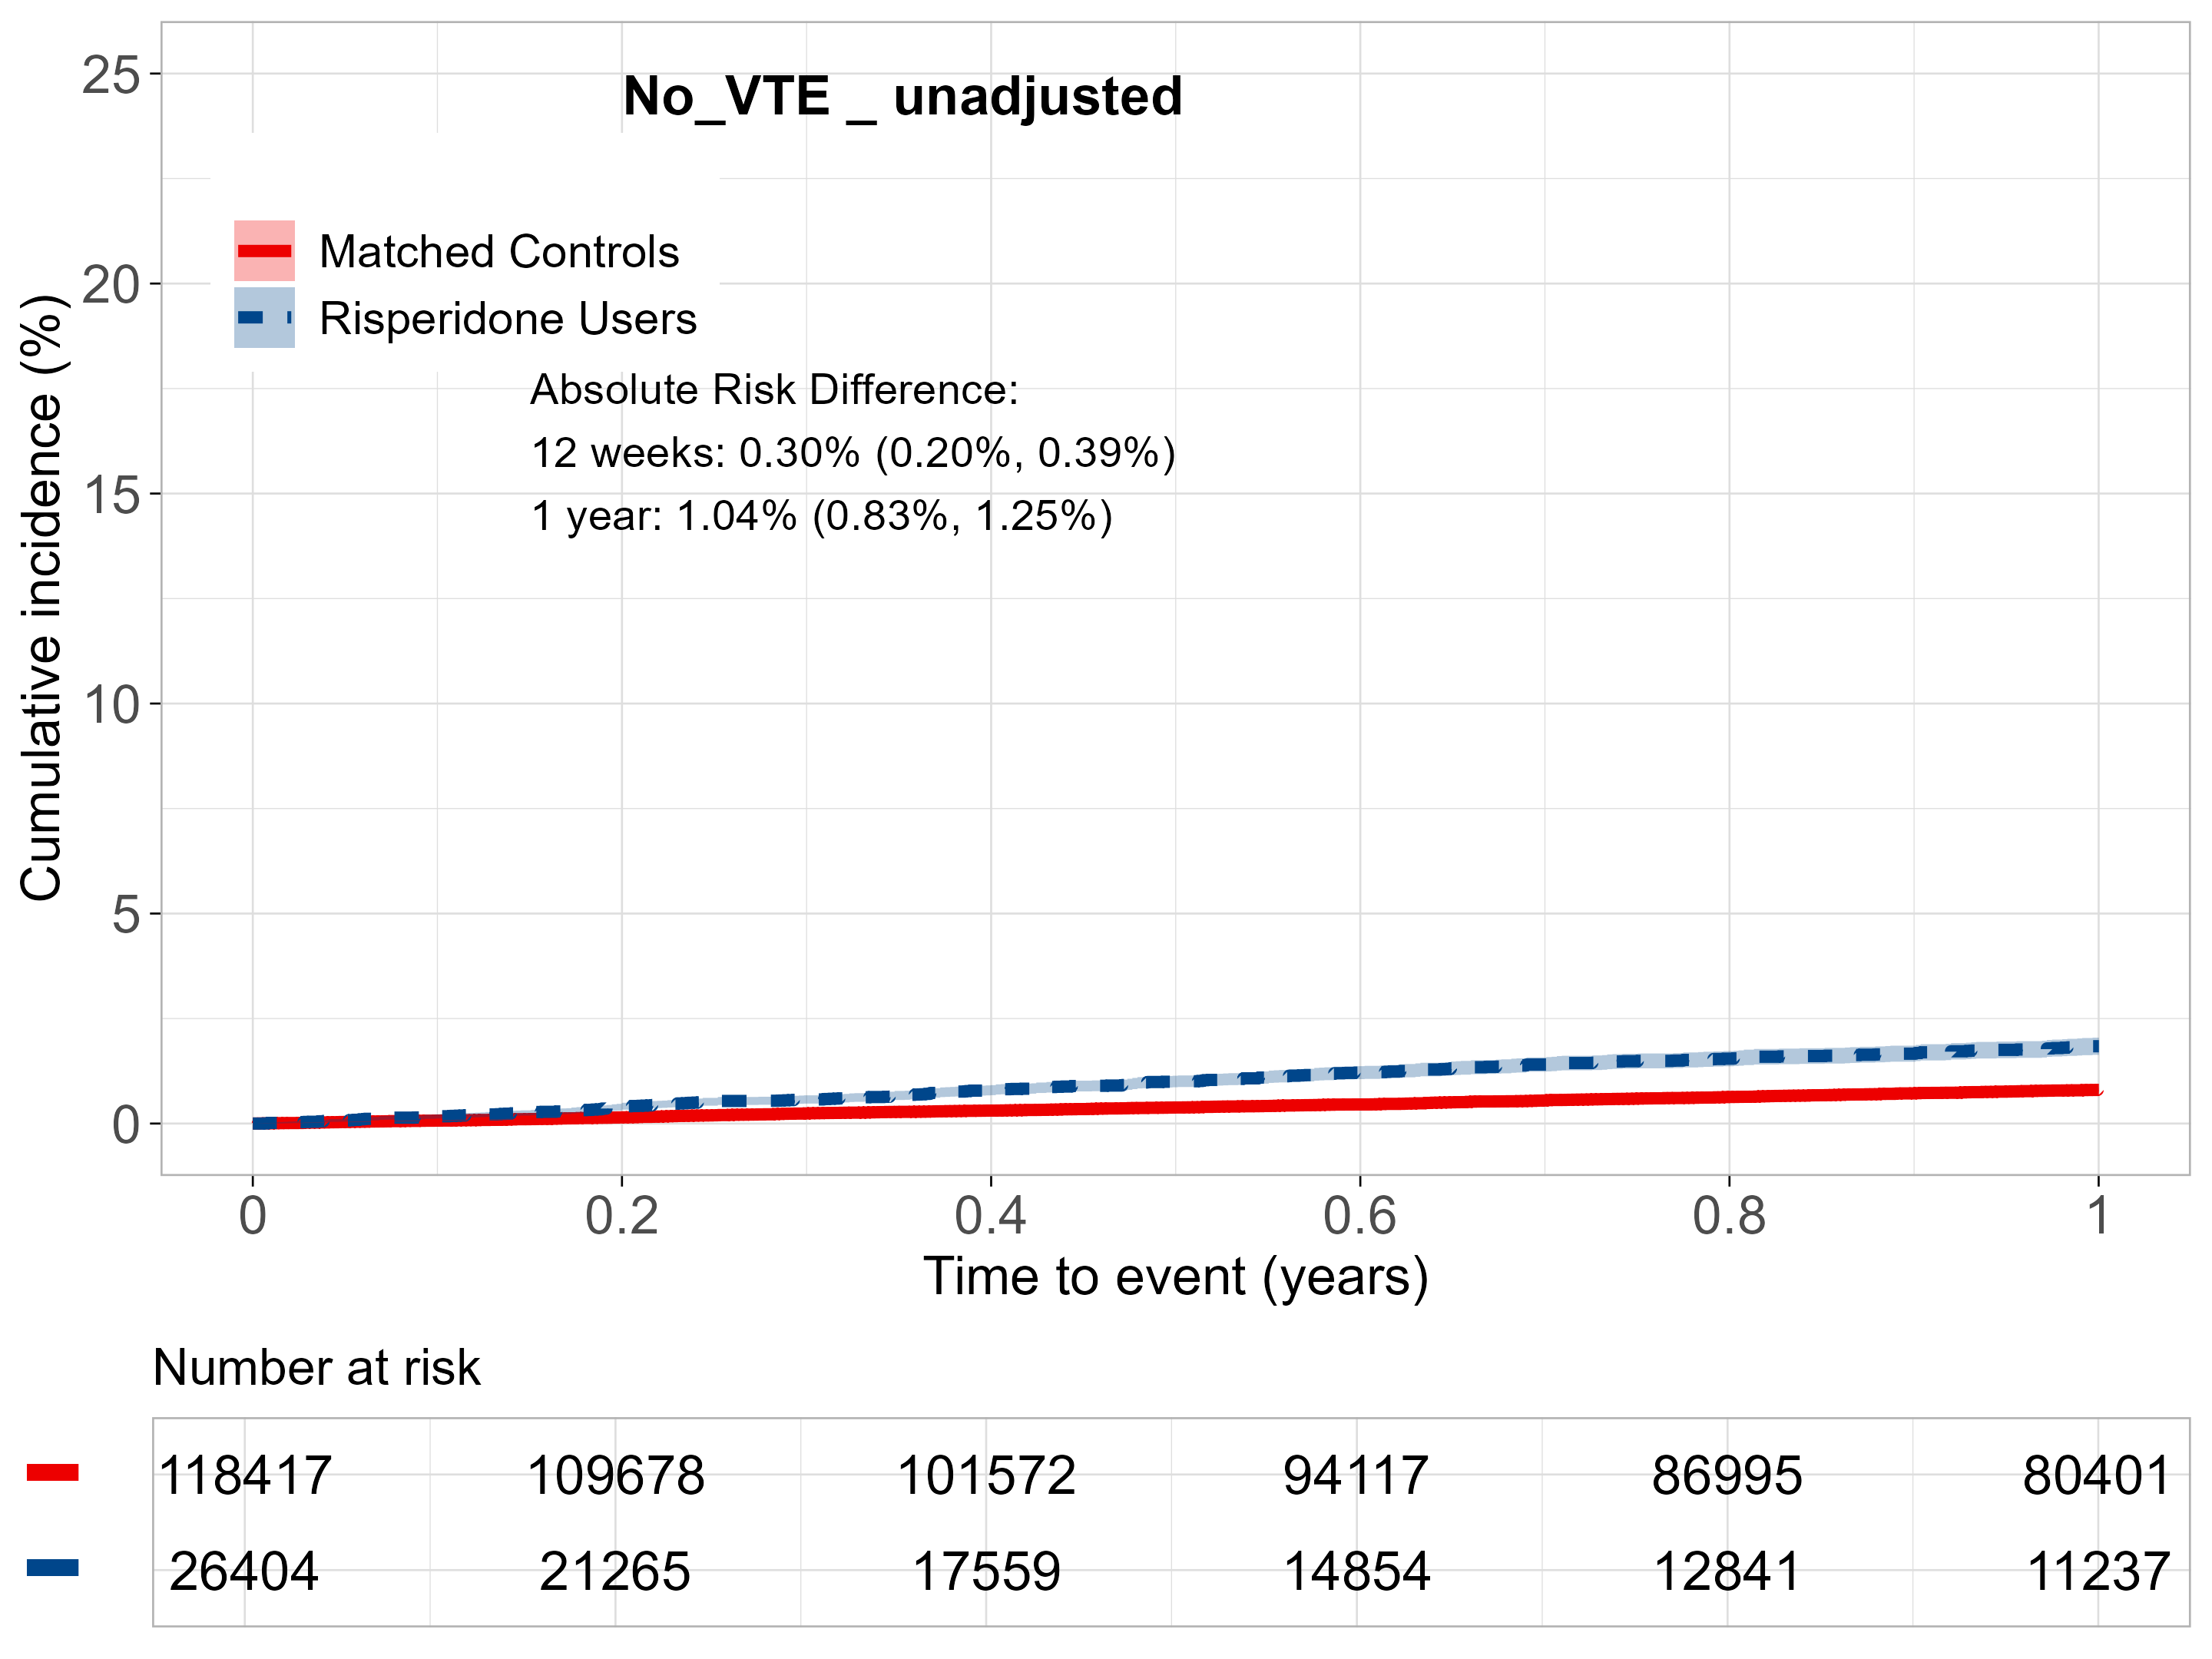 No_VTE _ unadjusted
Matched Controls
Risperidone Users
Absolute Risk Difference:
12 weeks: 0.30% (0.20%, 0.39%)
1 year: 1.04% (0.83%, 1.25%)
Cumulative incidence (%)
25
20
15
10
5
0
0 0.2 0.4 0.6 0.8 1
Time to event (years)
Number at risk
118417 109678 101572 94117 86995 80401
26404 21265 17559 14854 12841 11237